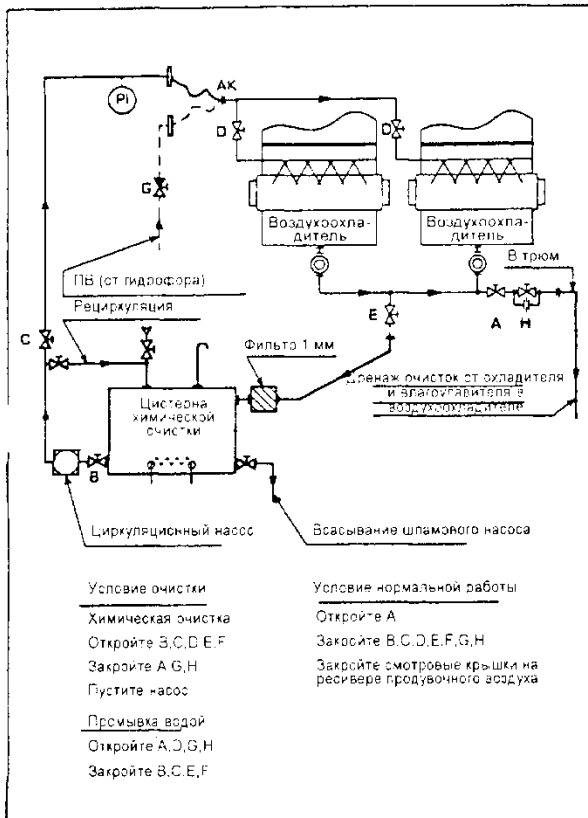 PI
AK
D
D
G
Воздухоохла-
дитель
Воздухоохла-
дитель
ПВ (от гидрофора)
В трюм
Рециркуляция
C
E
A
H
Фильтр 1 мм
Дренаж очисток от охладителя
и влагоуловителя в
воздухоохладителе
Цистерна
химической
очистки
B
Циркуляционный насос
Всасывание шламового насоса
Условие очистки
Химическая очистка
Откройте B,C,D,E,F
Закройте A,G,H
Пустите насос
Промывка водой
Откройте A,D,G,H
Закройте B,C,E,F
Условие нормальной работы
Откройте A
Закройте B,C,D,E,F,G,H
Закройте смотровые крышки на
ресивере продувочного воздуха